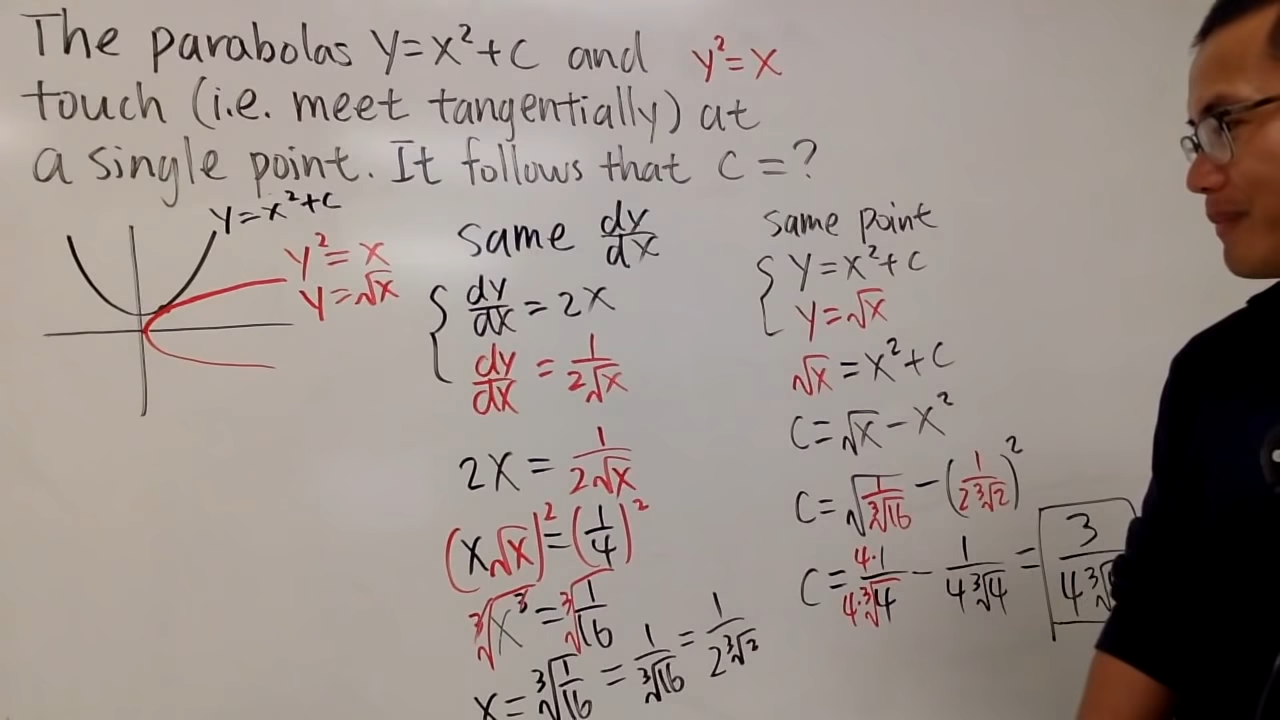 The parabolas y=x²+c and y²=x
touch (i.e. meet tangentially) at
a single point. It follows that c=?
y=x²+c
y²=x
y=√x
same dy/dx
{ dy/dx = 2x
dy/dx = 1/(2√x)
2x = 1/(2√x)
(x√x)² = (1/4)²
∛x³ = ∛(1/16)
x = ∛(1/16) = 1/∛16 = 1/(2∛2)
same point
{ y=x²+c
y=√x
√x = x²+c
c=√x-x²
c=√(1/∛16) - (1/(2∛2))²
c= 4·1/(4·∛4) - 1/(4∛4) = 3/(4∛